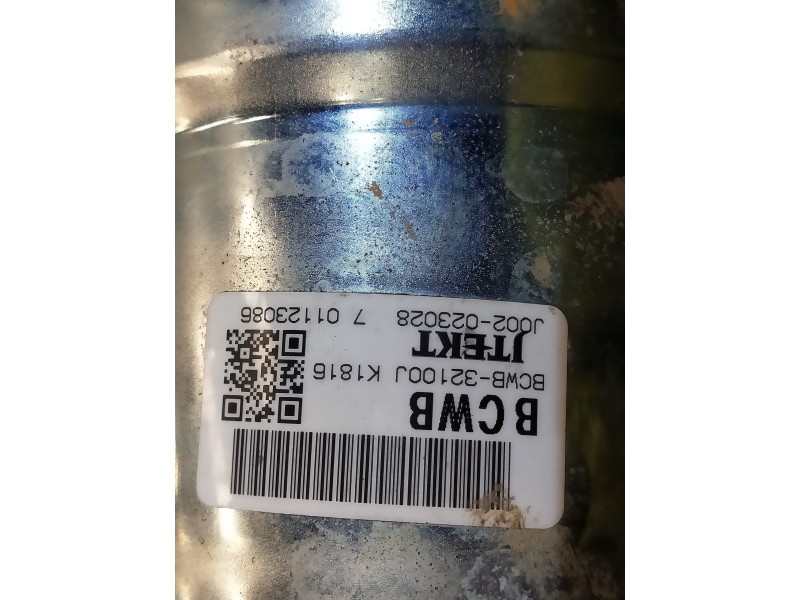 BCWB
BCWB-32100J K1816
JTEKT
J002-023028 7 01123086